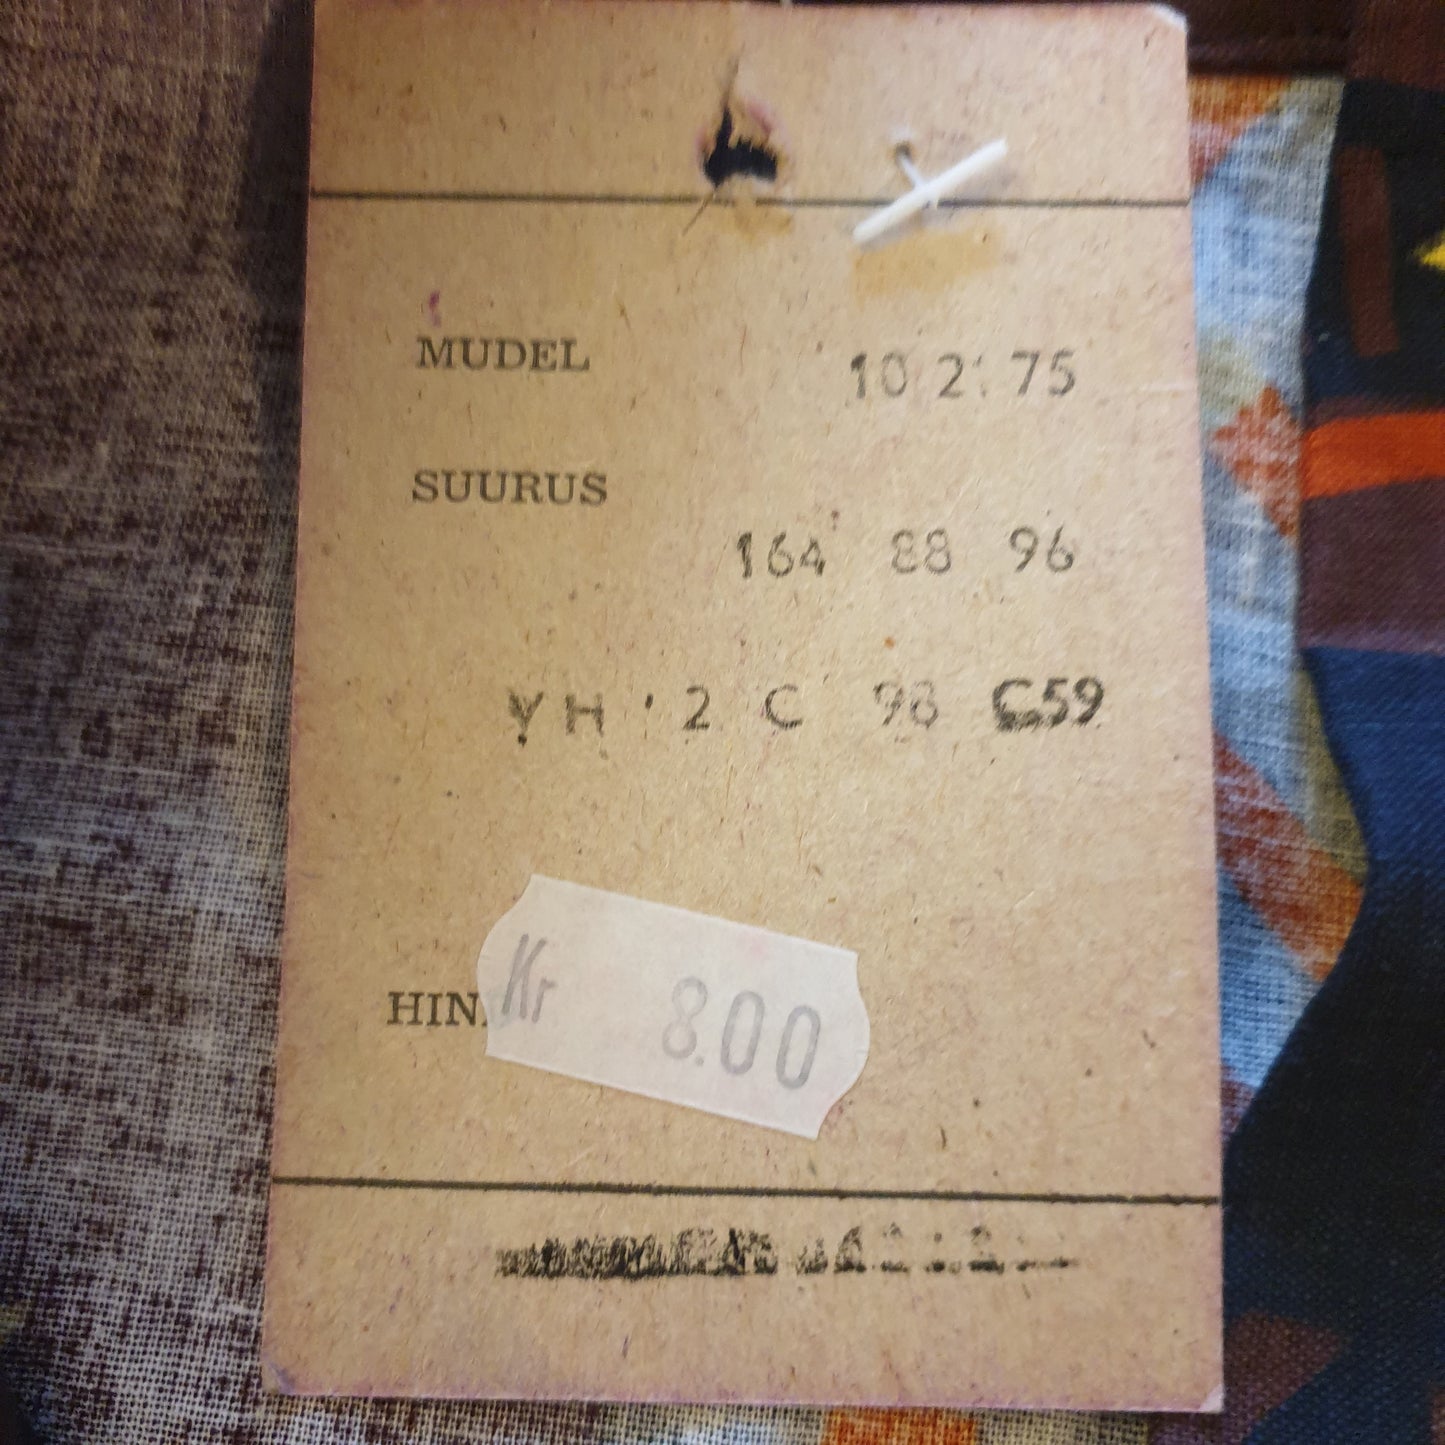 MUDEL 10 2 75
SUURUS
164 88 96
YH 2 C 98 C59
Kr 8.00